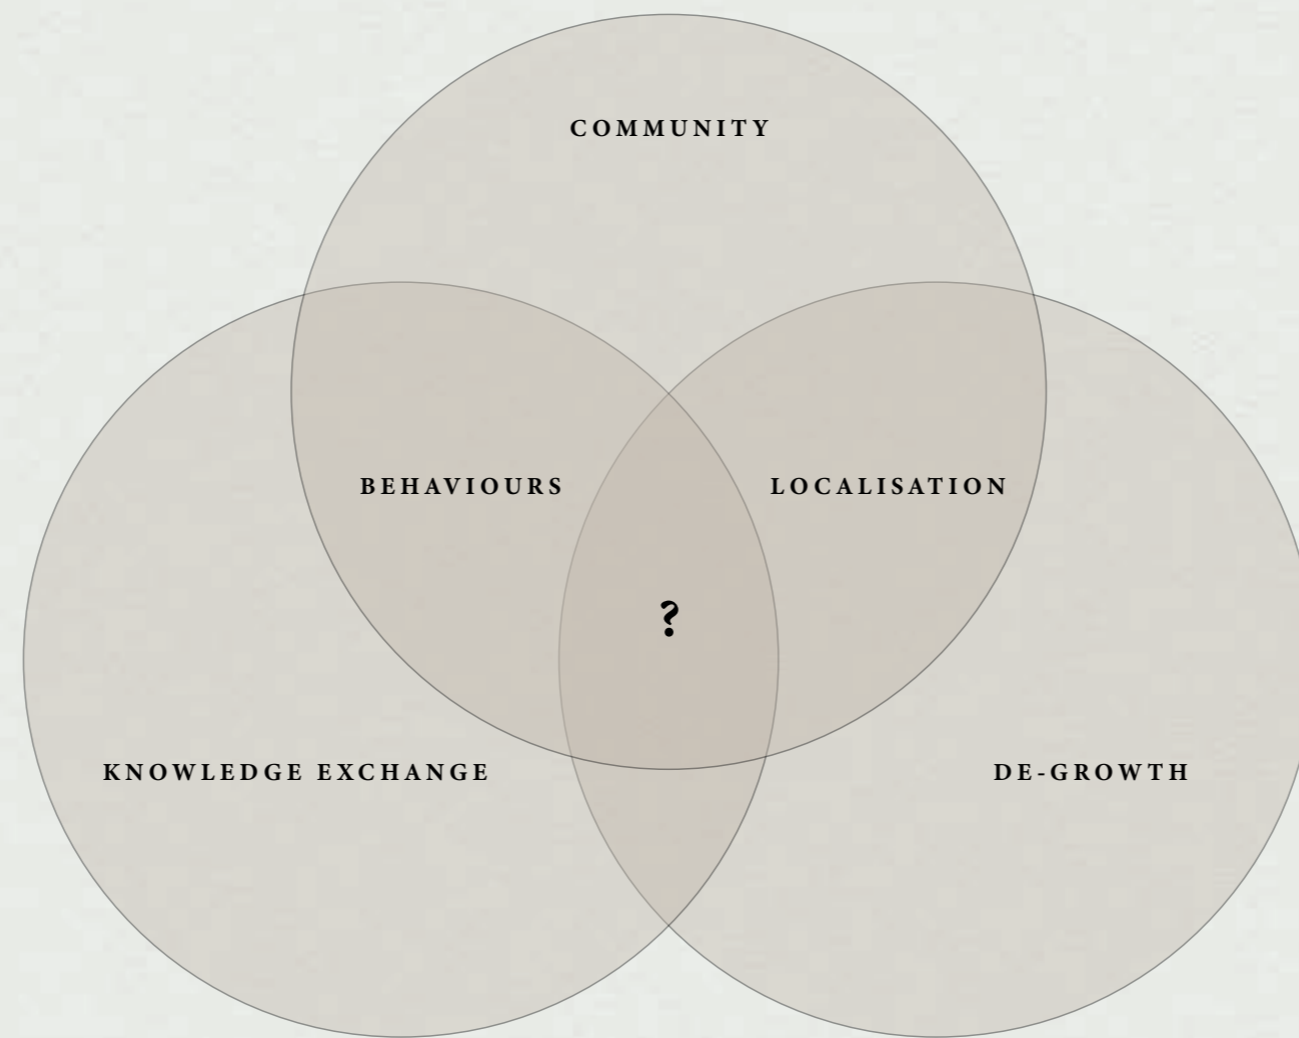 COMMUNITY
BEHAVIOURS
LOCALISATION
?
KNOWLEDGE EXCHANGE
DE-GROWTH